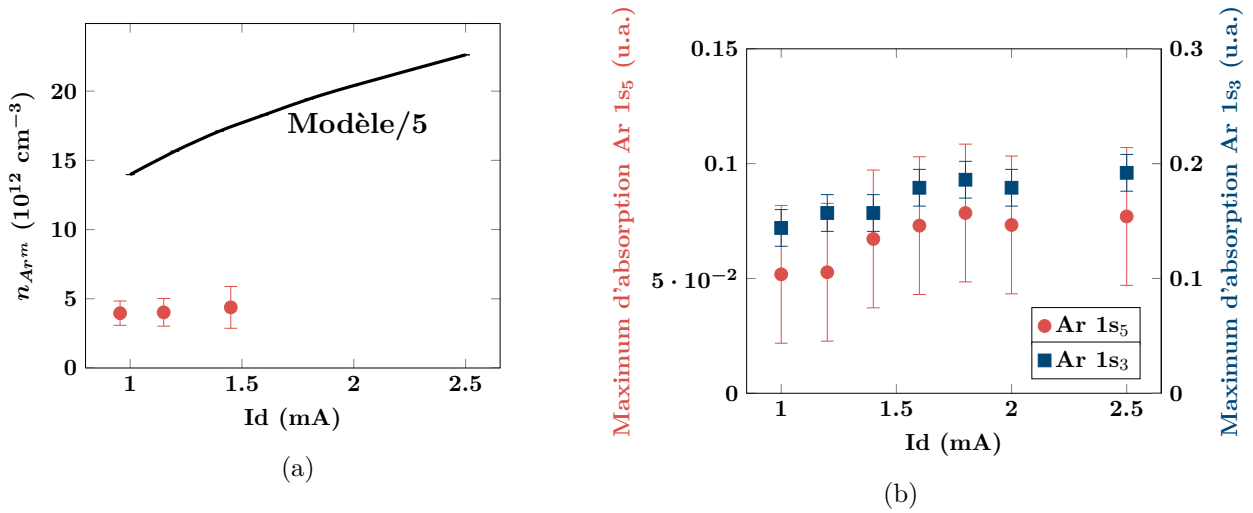 20
15
10
5
0
1
1.5
2
2.5
Id (mA)
n_{Ar^m} (10^{12} cm^{−3})
Modèle/5
(a)
0.15
0.1
5 · 10^{−2}
0
0.3
0.2
0.1
0
1
1.5
2
2.5
Id (mA)
Maximum d'absorption Ar 1s₅ (u.a.)
Maximum d'absorption Ar 1s₃ (u.a.)
Ar 1s₅
Ar 1s₃
(b)